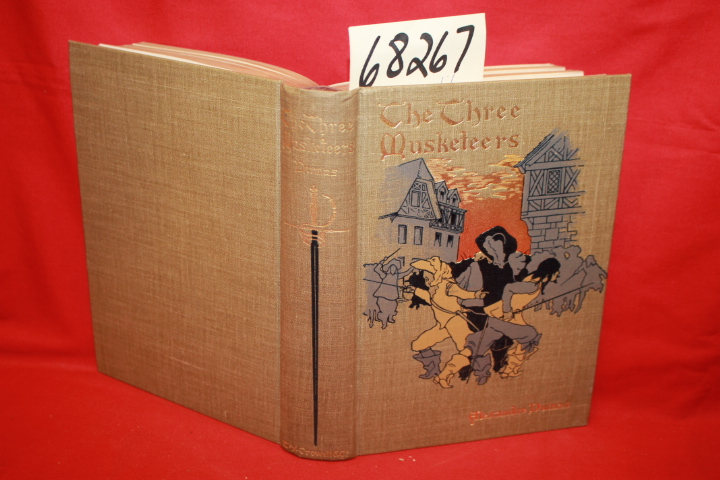 68267
The Three
Musketeers
Dumas
The Three
Musketeers
Alexandre Dumas